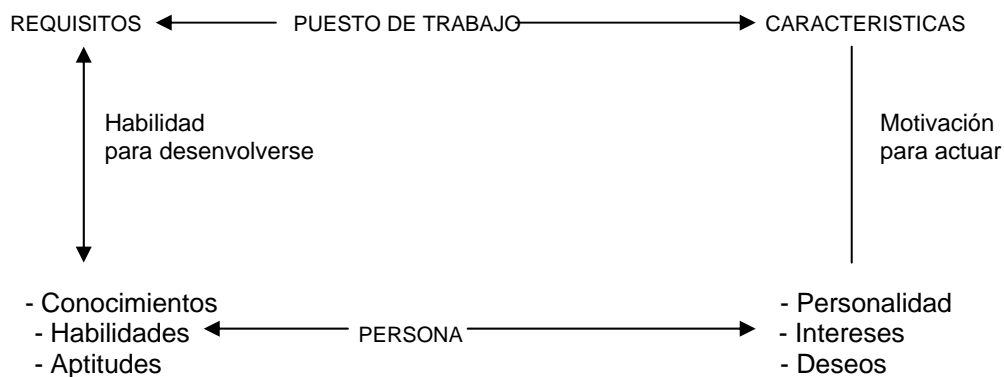 REQUISITOS PUESTO DE TRABAJO CARACTERISTICAS
Habilidad
para desenvolverse
Motivación
para actuar
- Conocimientos
- Habilidades
- Aptitudes
PERSONA
- Personalidad
- Intereses
- Deseos